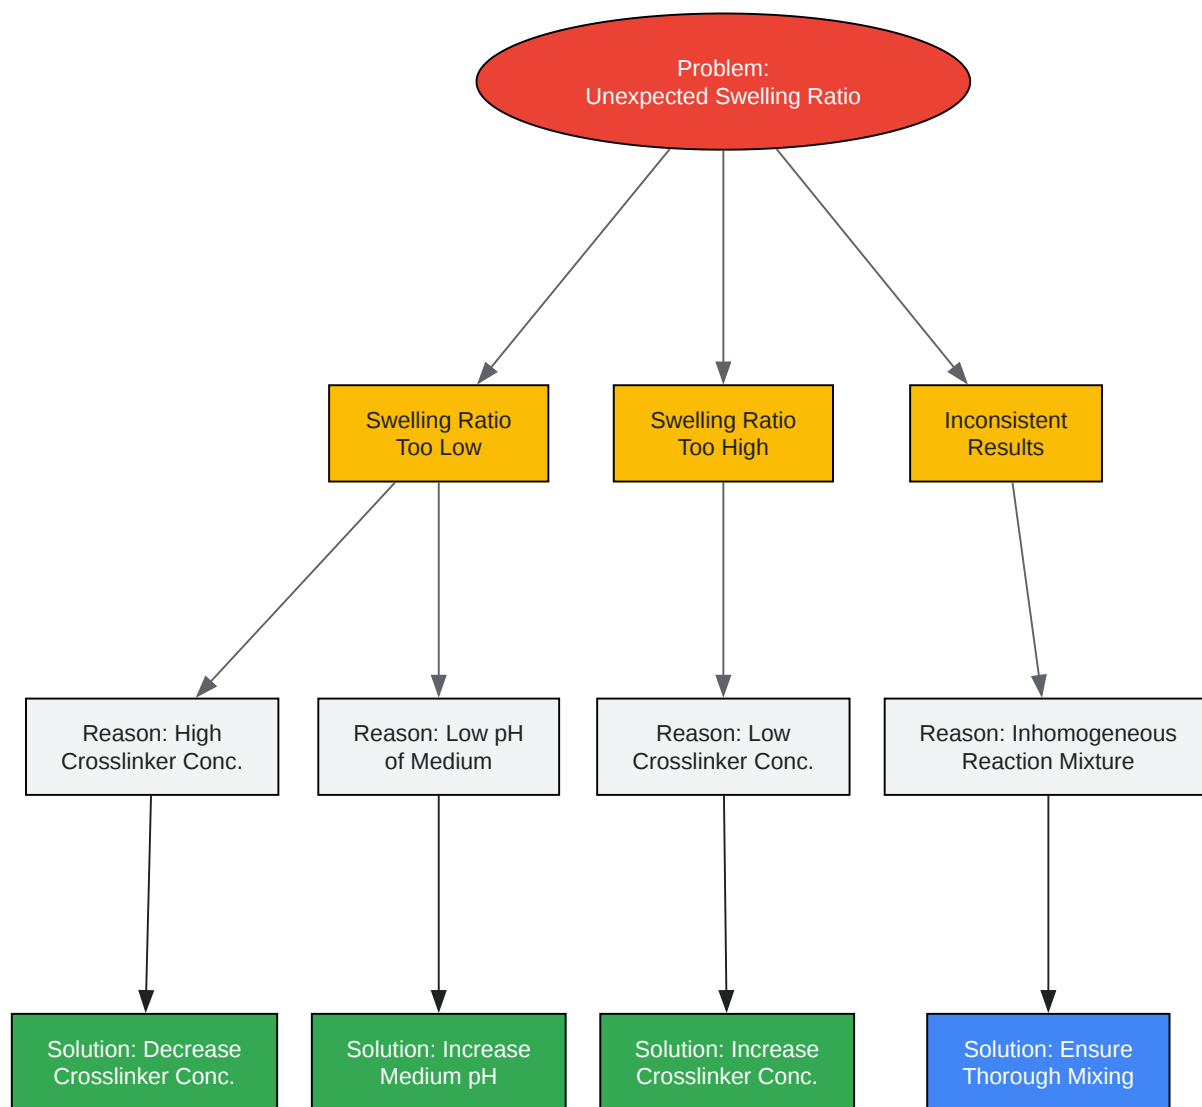 Problem:
Unexpected Swelling Ratio
Swelling Ratio
Too Low
Swelling Ratio
Too High
Inconsistent
Results
Reason: High
Crosslinker Conc.
Reason: Low pH
of Medium
Reason: Low
Crosslinker Conc.
Reason: Inhomogeneous
Reaction Mixture
Solution: Decrease
Crosslinker Conc.
Solution: Increase
Medium pH
Solution: Increase
Crosslinker Conc.
Solution: Ensure
Thorough Mixing